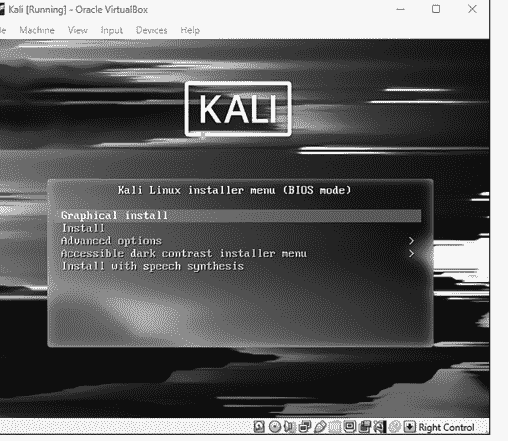 Kali [Running] - Oracle VirtualBox
Machine View Input Devices Help
KALI
Kali Linux installer menu (BIOS mode)
Graphical install
Install
Advanced options >
Accessible dark contrast installer menu >
Install with speech synthesis
Right Control